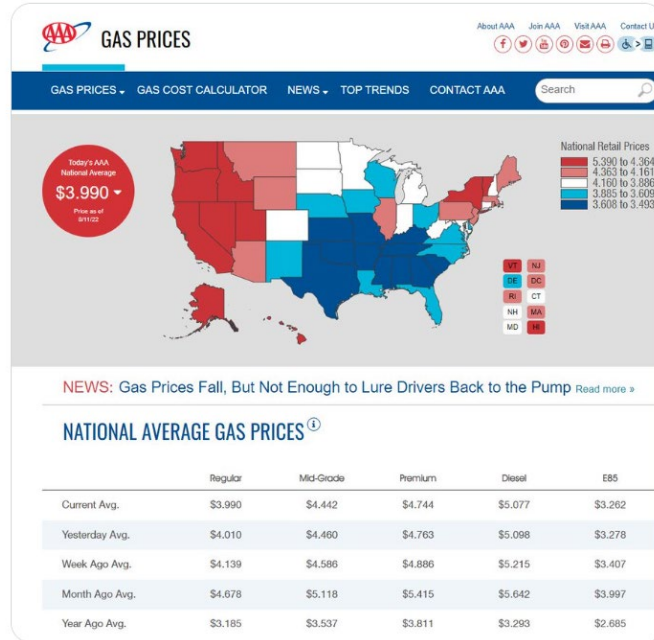 About AAA Join AAA Visit AAA Contact U
AAA GAS PRICES
GAS PRICES GAS COST CALCULATOR NEWS TOP TRENDS CONTACT AAA Search
Today's AAA
National Average
$3.990
Price as of
8/11/22
National Retail Prices
5.390 to 4.364
4.363 to 4.161
4.160 to 3.886
3.885 to 3.609
3.608 to 3.493
VT NJ
DE DC
RI CT
NH MA
MD HI
NEWS: Gas Prices Fall, But Not Enough to Lure Drivers Back to the Pump Read more »
NATIONAL AVERAGE GAS PRICES
Regular Mid-Grade Premium Diesel E85
Current Avg. $3.990 $4.442 $4.744 $5.077 $3.262
Yesterday Avg. $4.010 $4.460 $4.763 $5.098 $3.278
Week Ago Avg. $4.139 $4.586 $4.886 $5.215 $3.407
Month Ago Avg. $4.678 $5.118 $5.415 $5.642 $3.997
Year Ago Avg. $3.185 $3.537 $3.811 $3.293 $2.685